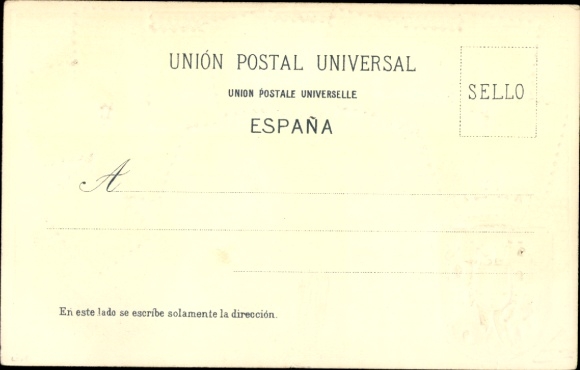 UNIÓN POSTAL UNIVERSAL
UNION POSTALE UNIVERSELLE
ESPAÑA
SELLO
A
En este lado se escribe solamente la dirección.